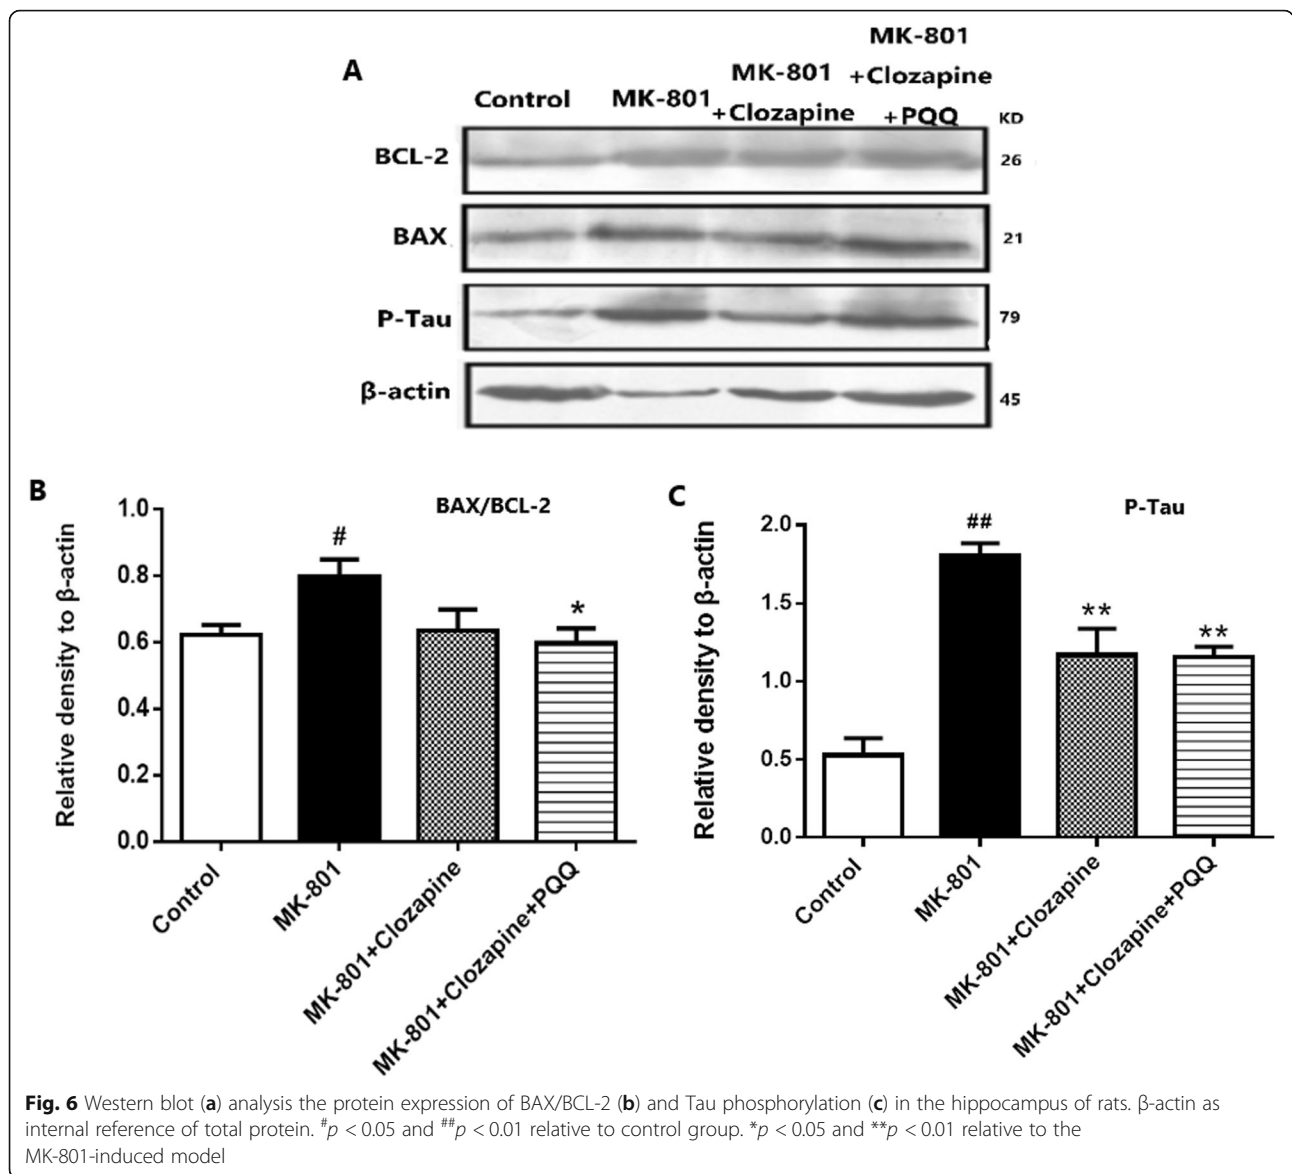 A
Control
MK-801
MK-801
+Clozapine
MK-801
+Clozapine
+PQQ
KD
BCL-2
26
BAX
21
P-Tau
79
β-actin
45
B
BAX/BCL-2
Relative density to β-actin
1.0
0.8
0.6
0.4
0.2
0.0
#
*
Control
MK-801
MK-801+Clozapine
MK-801+Clozapine+PQQ
C
P-Tau
Relative density to β-actin
2.0
1.5
1.0
0.5
0.0
##
**
**
Control
MK-801
MK-801+Clozapine
MK-801+Clozapine+PQQ
Fig. 6 Western blot (a) analysis the protein expression of BAX/BCL-2 (b) and Tau phosphorylation (c) in the hippocampus of rats. β-actin as
internal reference of total protein. #p < 0.05 and ##p < 0.01 relative to control group. *p < 0.05 and **p < 0.01 relative to the
MK-801-induced model